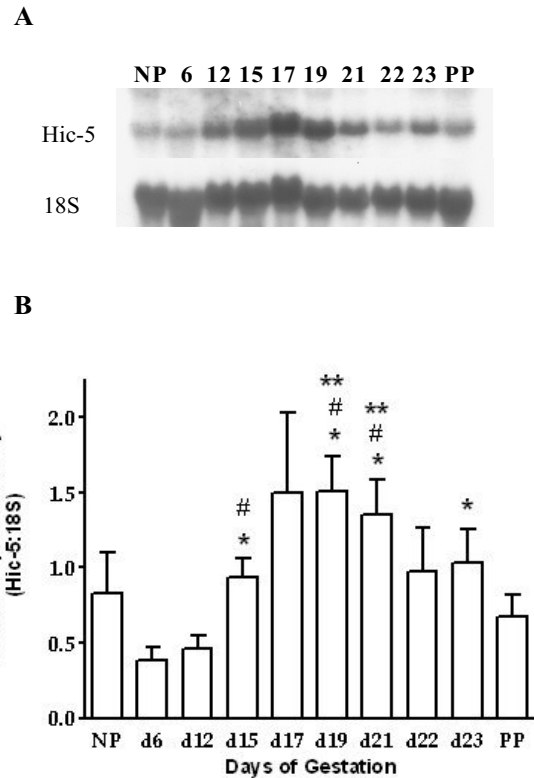 A
NP 6 12 15 17 19 21 22 23 PP
Hic-5
18S
B
**
#
*
**
#
*
#
*
*
2.0
1.5
1.0
0.5
0.0
(Hic-5:18S)
NP d6 d12 d15 d17 d19 d21 d22 d23 PP
Days of Gestation